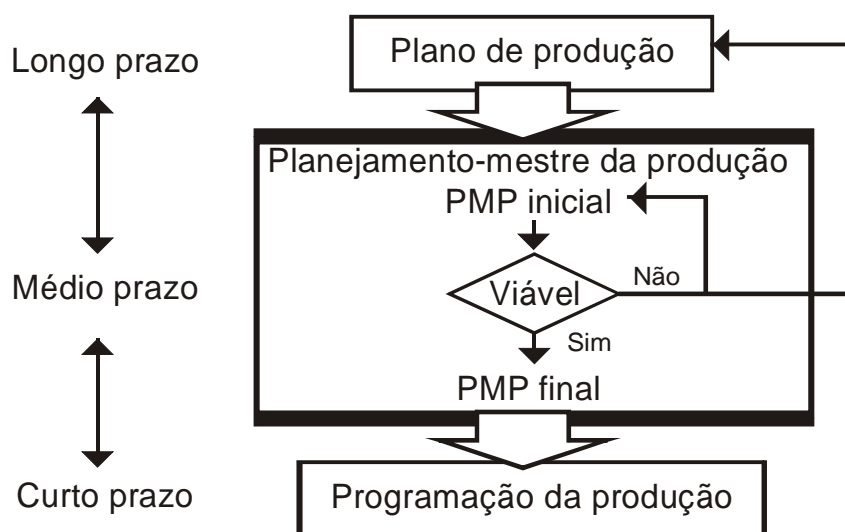 Longo prazo
Plano de produção
Planejamento-mestre da produção
PMP inicial
Médio prazo
Viável
Não
Sim
PMP final
Curto prazo
Programação da produção